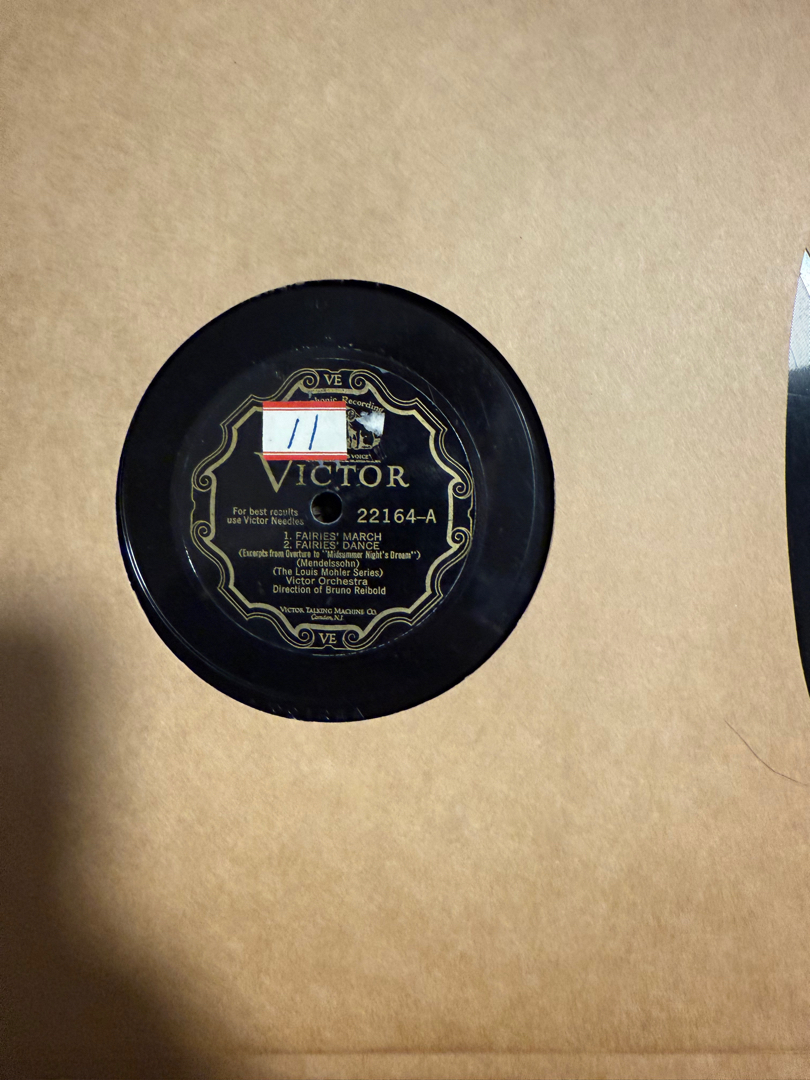 VE
11
Recording
VICTOR
For best results
use Victor Needles
22164-A
1. FAIRIES' MARCH
2. FAIRIES' DANCE
(Excerpts from Overture to "Midsummer Night's Dream")
(Mendelssohn)
(The Louis Mohler Series)
Victor Orchestra
Direction of Bruno Reibold
VICTOR TALKING MACHINE CO.
Camden, N.J.
VE